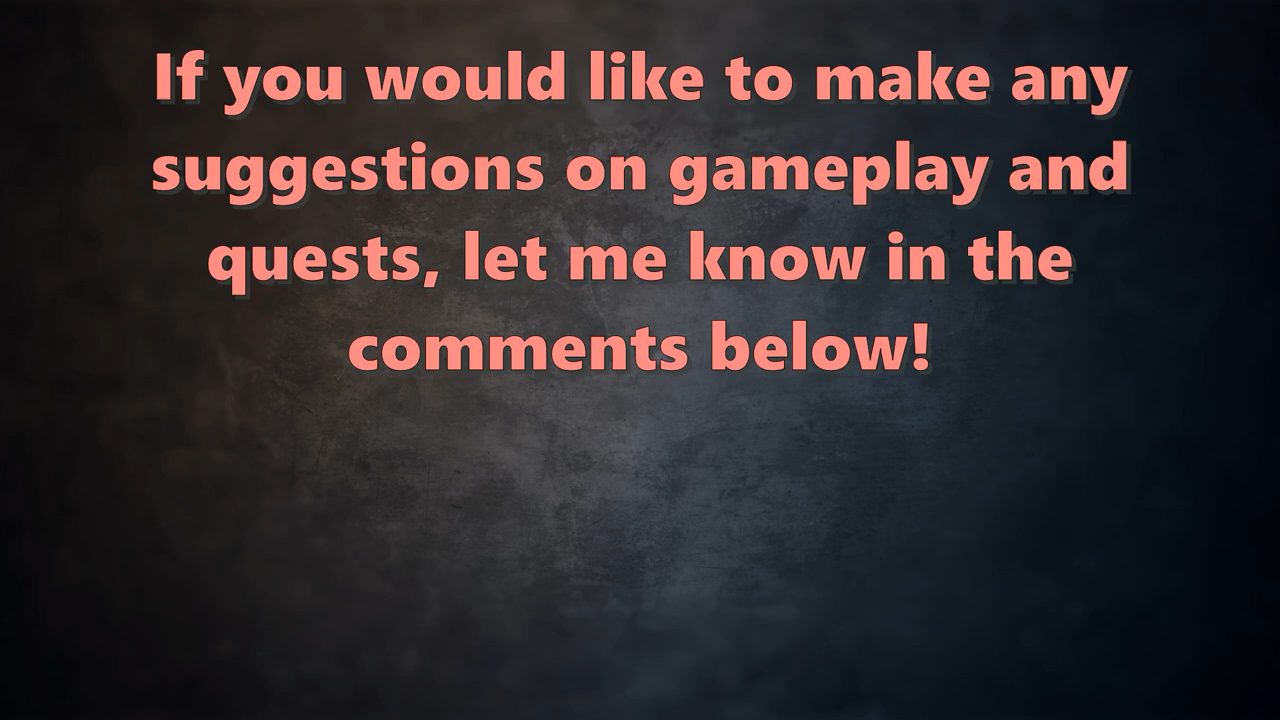 If you would like to make any
suggestions on gameplay and
quests, let me know in the
comments below!